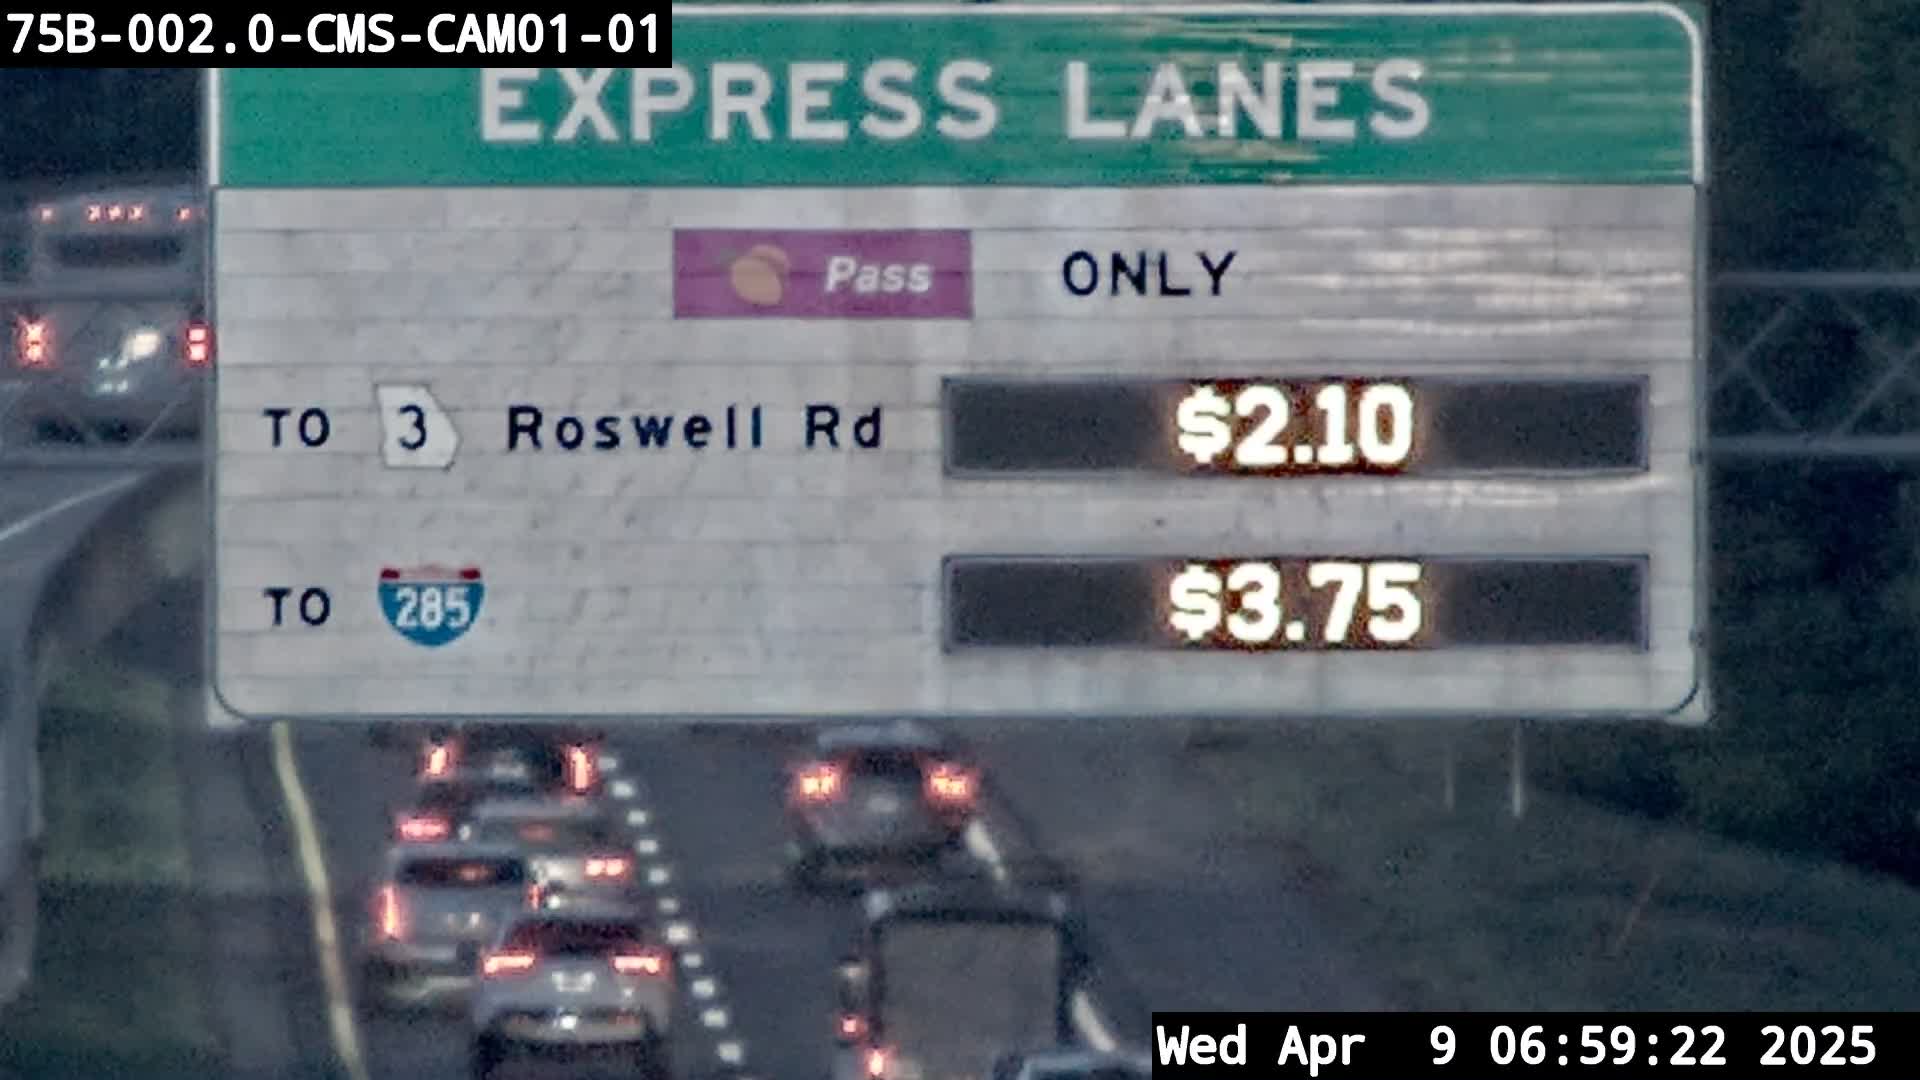 75B-002.0-CMS-CAM01-01
EXPRESS LANES
Pass ONLY
TO 3 Roswell Rd $2.10
TO 285 $3.75
Wed Apr 9 06:59:22 2025